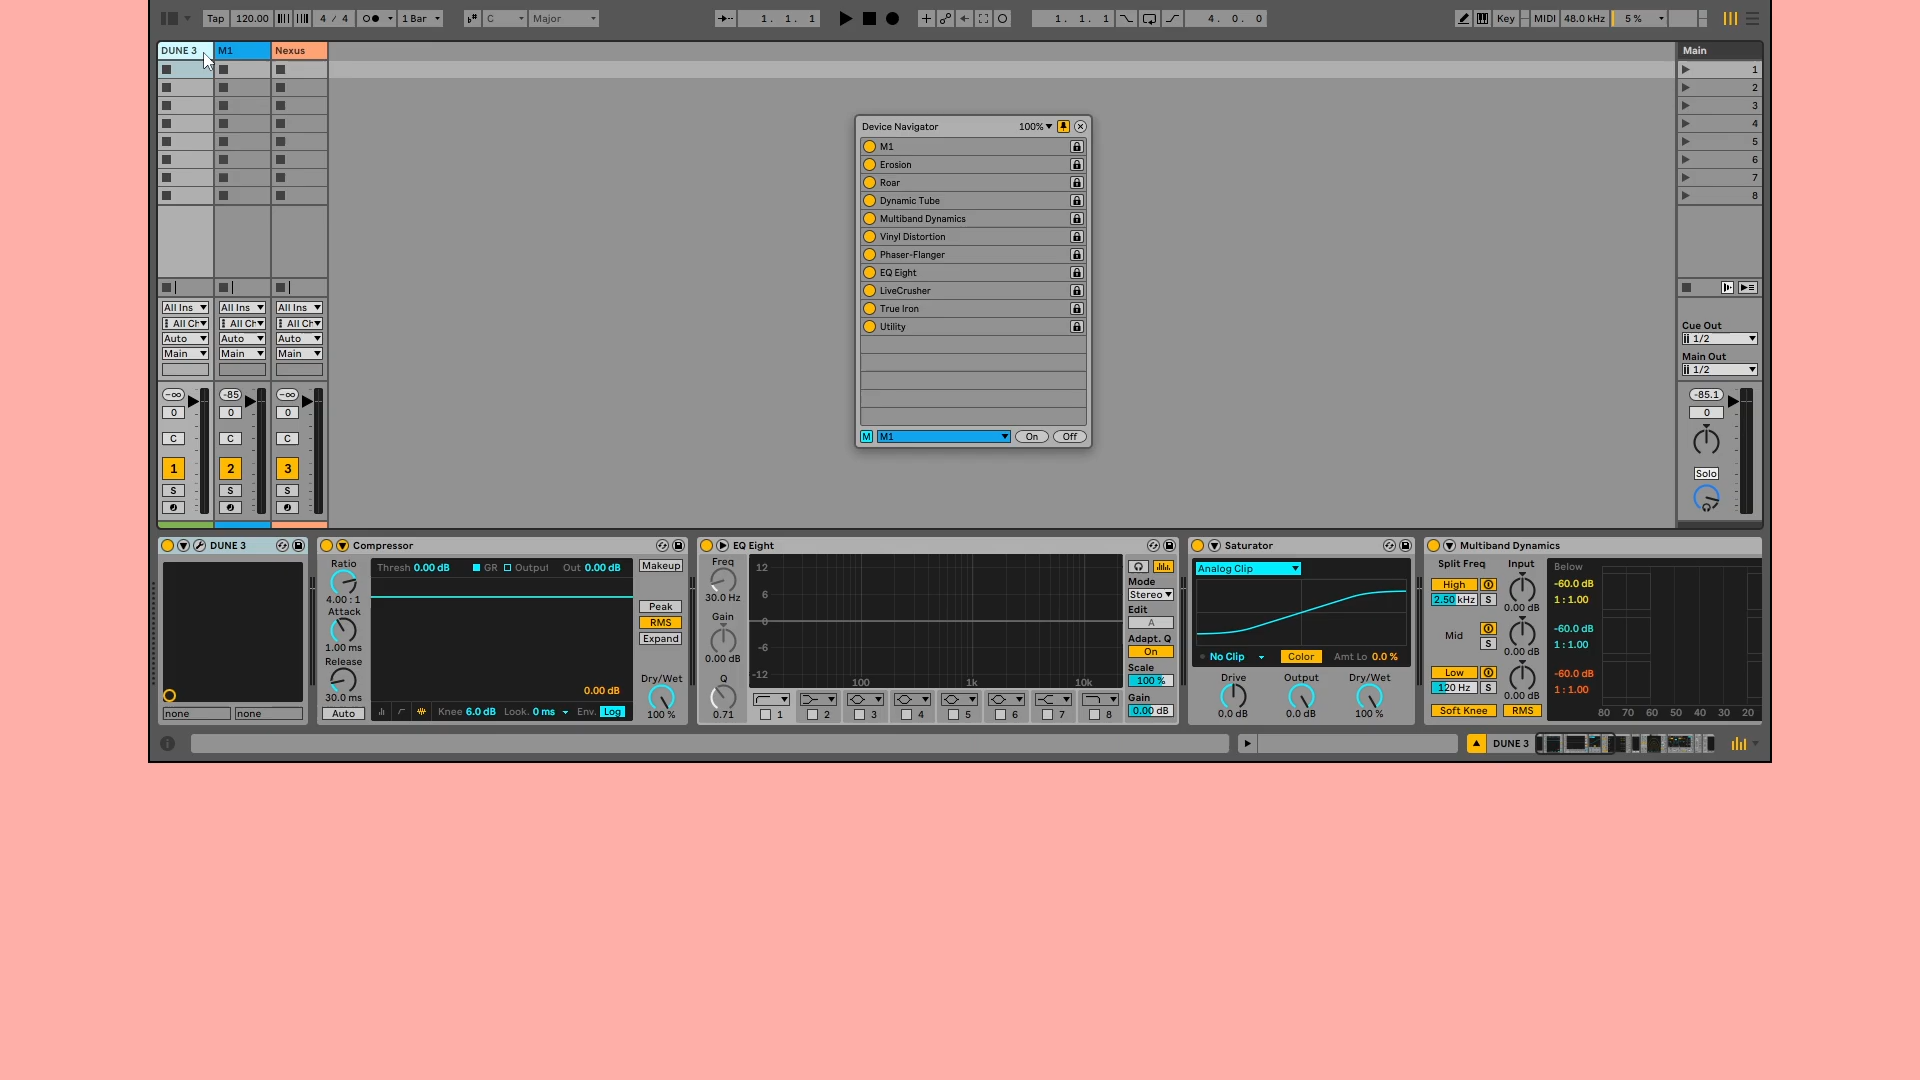 Tap 120.00 4 / 4 1 Bar C Major 1. 1. 1 1. 1. 1 4. 0. 0 Key MIDI 48.0 kHz 5 %
DUNE 3 M1 Nexus Main
1
2
3
4
5
6
7
8
Device Navigator 100%
M1
Erosion
Roar
Dynamic Tube
Multiband Dynamics
Vinyl Distortion
Phaser-Flanger
EQ Eight
LiveCrusher
True Iron
Utility
M M1 On Off
All Ins All Ins All Ins
All Ch All Ch All Ch
Auto Auto Auto
Main Main Main
Cue Out
1/2
Main Out
1/2
-∞ -85 -∞ -85.1
0 0 0 0
C C C
1 2 3
S S S Solo
DUNE 3
none none
Compressor
Ratio
4.00 : 1
Attack
1.00 ms
Release
30.0 ms
Auto
Thresh 0.00 dB GR Output Out 0.00 dB
0.00 dB
Knee 6.0 dB Look. 0 ms Env. Log
Makeup
Peak
RMS
Expand
Dry/Wet
100 %
EQ Eight
Freq
30.0 Hz
Gain
0.00 dB
Q
0.71
12
6
0
-6
-12
100 1k 10k
1 2 3 4 5 6 7 8
Mode
Stereo
Edit
A
Adapt. Q
On
Scale
100 %
Gain
0.00 dB
Saturator
Analog Clip
No Clip Color Amt Lo 0.0 %
Drive Output Dry/Wet
0.0 dB 0.0 dB 100 %
Multiband Dynamics
Split Freq Input Below
High
2.50 kHz S 0.00 dB
Mid S 0.00 dB
Low
120 Hz S 0.00 dB
Soft Knee RMS
-60.0 dB
1 : 1.00
-60.0 dB
1 : 1.00
-60.0 dB
1 : 1.00
80 70 60 50 40 30 20
DUNE 3